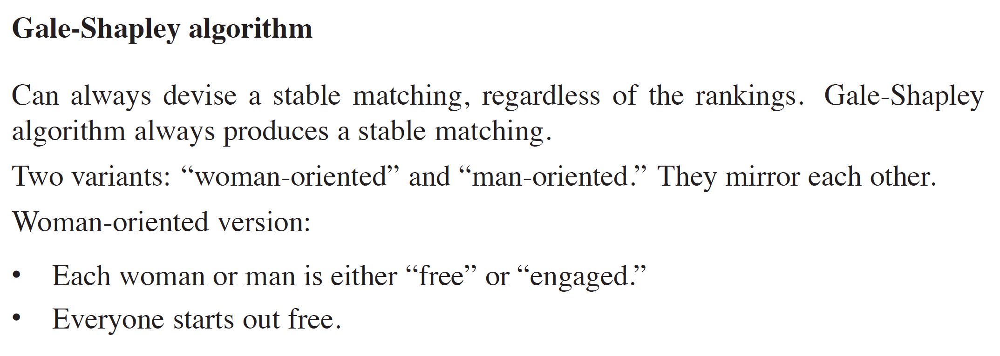 Gale-Shapley algorithm
Can always devise a stable matching, regardless of the rankings. Gale-Shapley
algorithm always produces a stable matching.
Two variants: “woman-oriented” and “man-oriented.” They mirror each other.
Woman-oriented version:
• Each woman or man is either “free” or “engaged.”
• Everyone starts out free.